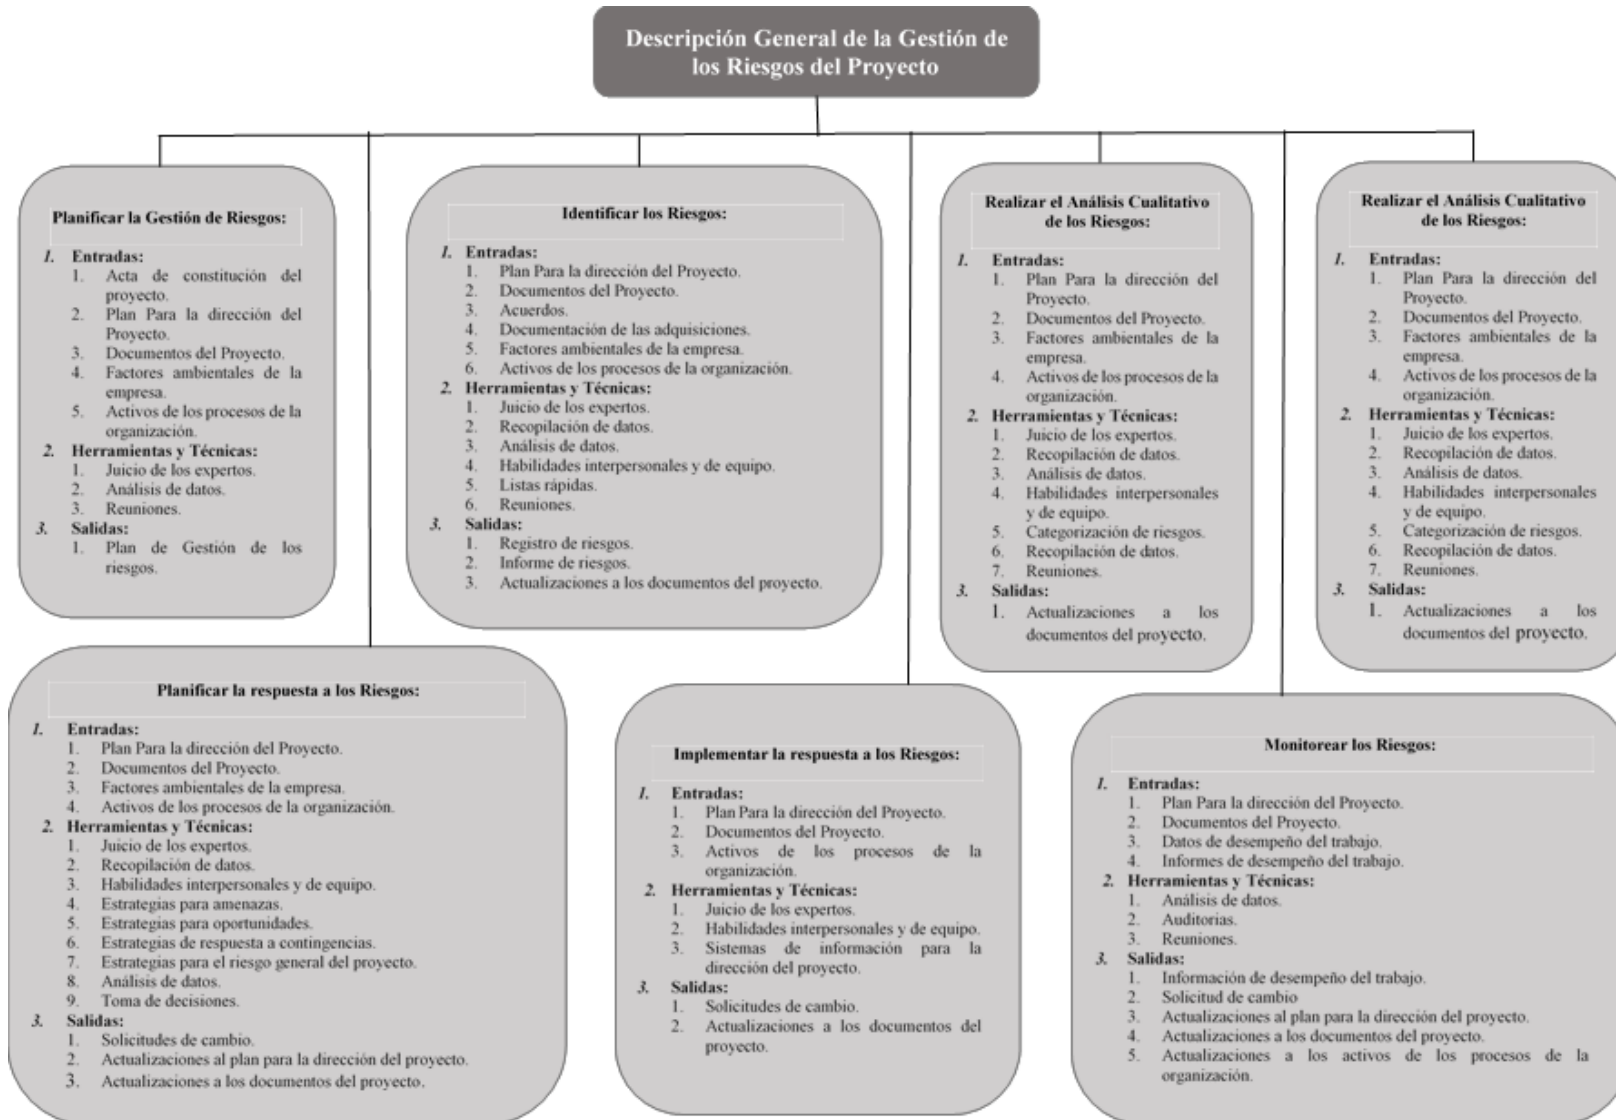 Descripción General de la Gestión de
los Riesgos del Proyecto
Planificar la Gestión de Riesgos:
1. Entradas:
1. Acta de constitución del
proyecto.
2. Plan Para la dirección del
Proyecto.
3. Documentos del Proyecto.
4. Factores ambientales de la
empresa.
5. Activos de los procesos de la
organización.
2. Herramientas y Técnicas:
1. Juicio de los expertos.
2. Análisis de datos.
3. Reuniones.
3. Salidas:
1. Plan de Gestión de los
riesgos.
Identificar los Riesgos:
1. Entradas:
1. Plan Para la dirección del Proyecto.
2. Documentos del Proyecto.
3. Acuerdos.
4. Documentación de las adquisiciones.
5. Factores ambientales de la empresa.
6. Activos de los procesos de la organización.
2. Herramientas y Técnicas:
1. Juicio de los expertos.
2. Recopilación de datos.
3. Análisis de datos.
4. Habilidades interpersonales y de equipo.
5. Listas rápidas.
6. Reuniones.
3. Salidas:
1. Registro de riesgos.
2. Informe de riesgos.
3. Actualizaciones a los documentos del proyecto.
Realizar el Análisis Cualitativo
de los Riesgos:
1. Entradas:
1. Plan Para la dirección del
Proyecto.
2. Documentos del Proyecto.
3. Factores ambientales de la
empresa.
4. Activos de los procesos de la
organización.
2. Herramientas y Técnicas:
1. Juicio de los expertos.
2. Recopilación de datos.
3. Análisis de datos.
4. Habilidades interpersonales
y de equipo.
5. Categorización de riesgos.
6. Recopilación de datos.
7. Reuniones.
3. Salidas:
1. Actualizaciones a los
documentos del proyecto.
Realizar el Análisis Cualitativo
de los Riesgos:
1. Entradas:
1. Plan Para la dirección del
Proyecto.
2. Documentos del Proyecto.
3. Factores ambientales de la
empresa.
4. Activos de los procesos de la
organización.
2. Herramientas y Técnicas:
1. Juicio de los expertos.
2. Recopilación de datos.
3. Análisis de datos.
4. Habilidades interpersonales
y de equipo.
5. Categorización de riesgos.
6. Recopilación de datos.
7. Reuniones.
3. Salidas:
1. Actualizaciones a los
documentos del proyecto.
Planificar la respuesta a los Riesgos:
1. Entradas:
1. Plan Para la dirección del Proyecto.
2. Documentos del Proyecto.
3. Factores ambientales de la empresa.
4. Activos de los procesos de la organización.
2. Herramientas y Técnicas:
1. Juicio de los expertos.
2. Recopilación de datos.
3. Habilidades interpersonales y de equipo.
4. Estrategias para amenazas.
5. Estrategias para oportunidades.
6. Estrategias de respuesta a contingencias.
7. Estrategias para el riesgo general del proyecto.
8. Análisis de datos.
9. Toma de decisiones.
3. Salidas:
1. Solicitudes de cambio.
2. Actualizaciones al plan para la dirección del proyecto.
3. Actualizaciones a los documentos del proyecto.
Implementar la respuesta a los Riesgos:
1. Entradas:
1. Plan Para la dirección del Proyecto.
2. Documentos del Proyecto.
3. Activos de los procesos de la
organización.
2. Herramientas y Técnicas:
1. Juicio de los expertos.
2. Habilidades interpersonales y de equipo.
3. Sistemas de información para la
dirección del proyecto.
3. Salidas:
1. Solicitudes de cambio.
2. Actualizaciones a los documentos del
proyecto.
Monitorear los Riesgos:
1. Entradas:
1. Plan Para la dirección del Proyecto.
2. Documentos del Proyecto.
3. Datos de desempeño del trabajo.
4. Informes de desempeño del trabajo.
2. Herramientas y Técnicas:
1. Análisis de datos.
2. Auditorias.
3. Reuniones.
3. Salidas:
1. Información de desempeño del trabajo.
2. Solicitud de cambio
3. Actualizaciones al plan para la dirección del proyecto.
4. Actualizaciones a los documentos del proyecto.
5. Actualizaciones a los activos de los procesos de la
organización.